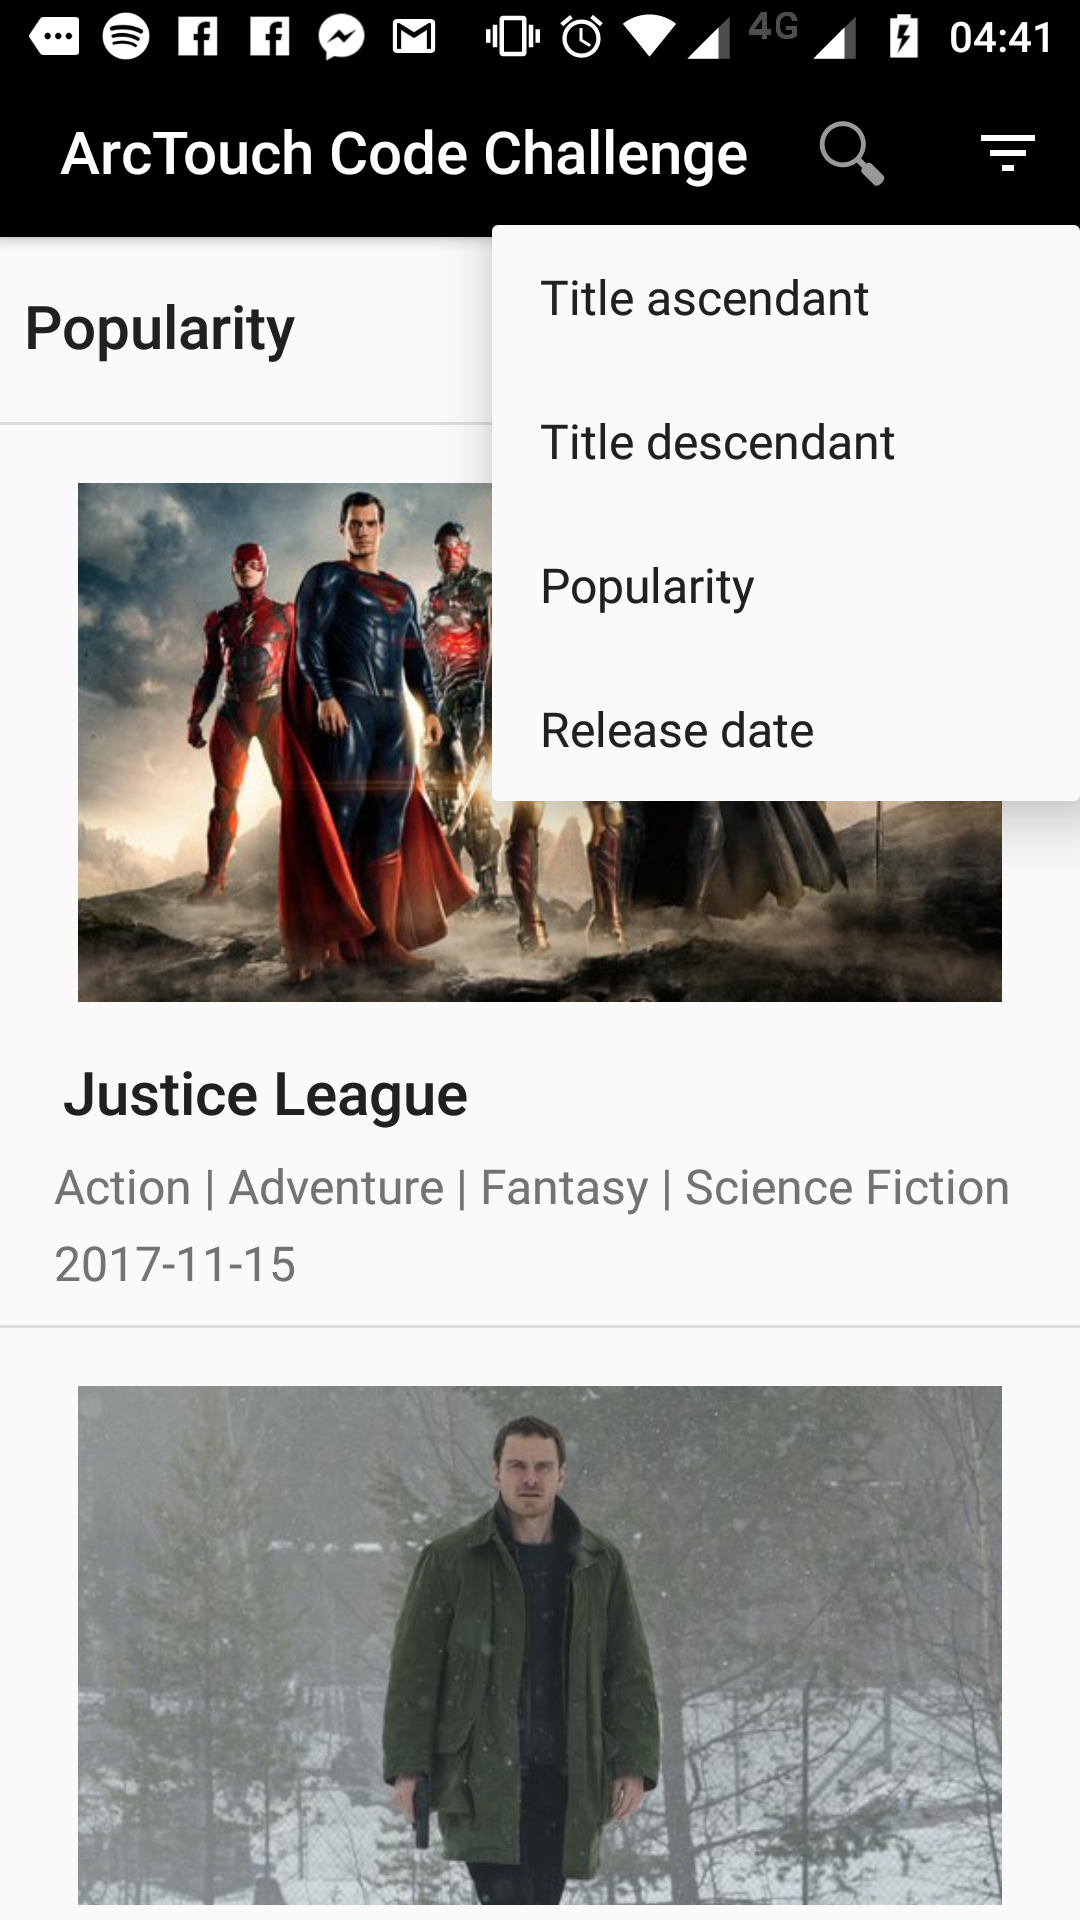 4G 04:41
ArcTouch Code Challenge
Popularity
Title ascendant
Title descendant
Popularity
Release date
Justice League
Action | Adventure | Fantasy | Science Fiction
2017-11-15